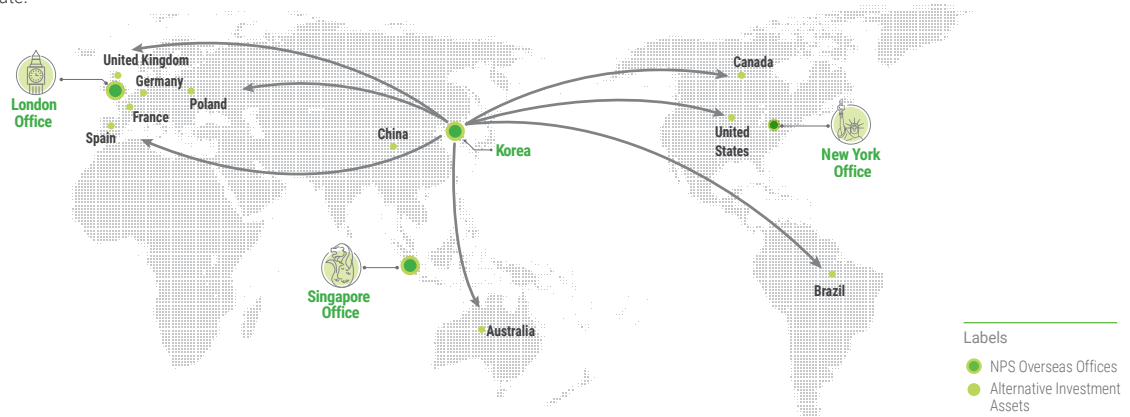 ate.
United Kingdom
Germany
Poland
France
Spain
London
Office
China
Korea
Canada
United
States
New York
Office
Singapore
Office
Australia
Brazil
Labels
NPS Overseas Offices
Alternative Investment
Assets